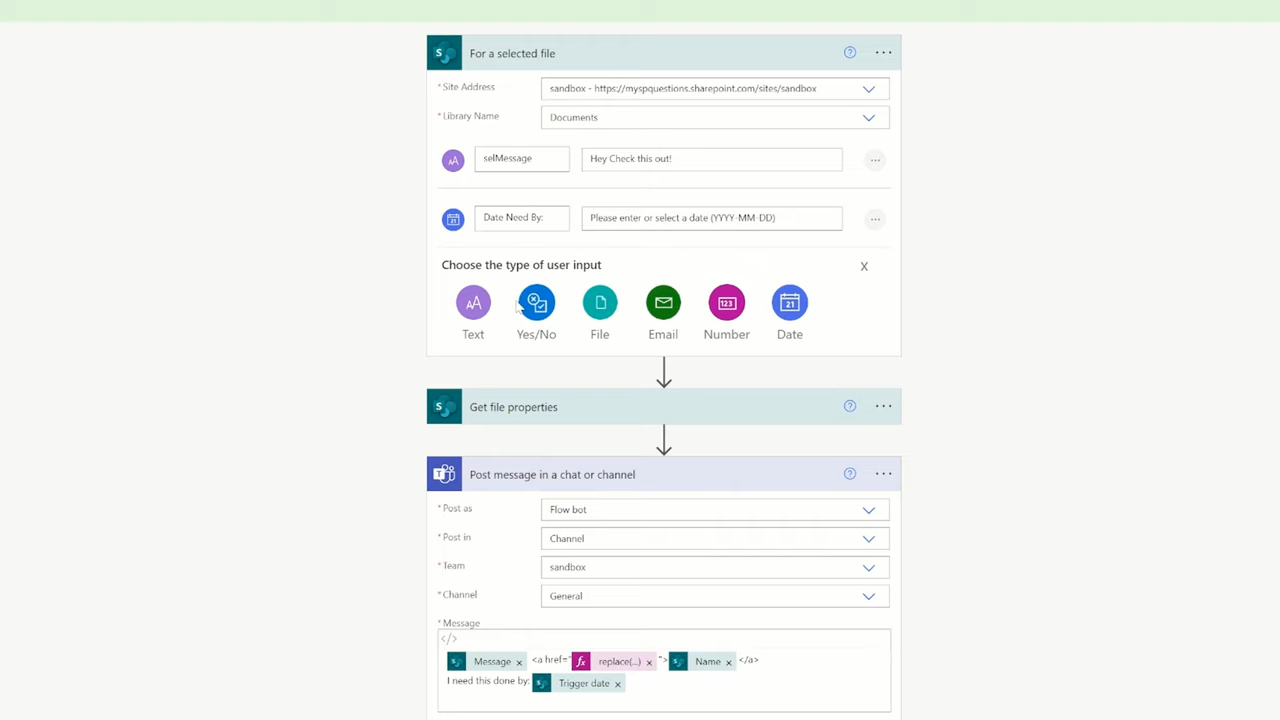 For a selected file
* Site Address
sandbox - https://myspquestions.sharepoint.com/sites/sandbox
* Library Name
Documents
selMessage
Hey Check this out!
Date Need By:
Please enter or select a date (YYYY-MM-DD)
Choose the type of user input
X
Text Yes/No File Email Number Date
Get file properties
Post message in a chat or channel
* Post as
Flow bot
* Post in
Channel
* Team
sandbox
* Channel
General
* Message
</>
Message x <a href=" fx replace(...) x "> Name x </a>
I need this done by: Trigger date x